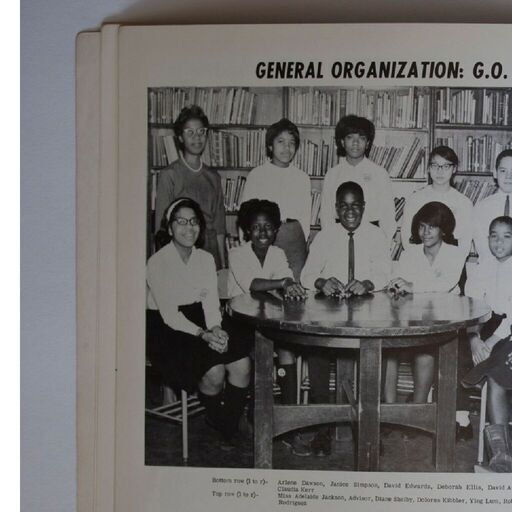 GENERAL ORGANIZATION: G.O.
Bottom row (l to r)- Arlene Dawson, Janice Simpson, David Edwards, Deborah Ellis, David A
Claudia Kerr
Top row (l to r)- Miss Adelaide Jackson, Advisor, Diane Shelby, Dolores Kibbler, Ying Lum, Rob
Rodriguez